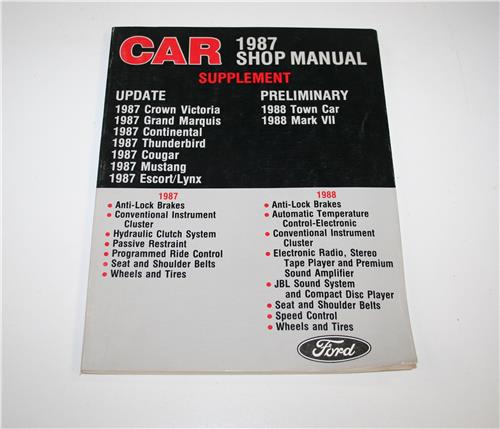 CAR 1987 SHOP MANUAL
SUPPLEMENT
UPDATE
1987 Crown Victoria
1987 Grand Marquis
1987 Continental
1987 Thunderbird
1987 Cougar
1987 Mustang
1987 Escort/Lynx
PRELIMINARY
1988 Town Car
1988 Mark VII
1987
• Anti-Lock Brakes
• Conventional Instrument
Cluster
• Hydraulic Clutch System
• Passive Restraint
• Programmed Ride Control
• Seat and Shoulder Belts
• Wheels and Tires
1988
• Anti-Lock Brakes
• Automatic Temperature
Control-Electronic
• Conventional Instrument
Cluster
• Electronic Radio, Stereo
Tape Player and Premium
Sound Amplifier
• JBL Sound System
and Compact Disc Player
• Seat and Shoulder Belts
• Speed Control
• Wheels and Tires
Ford